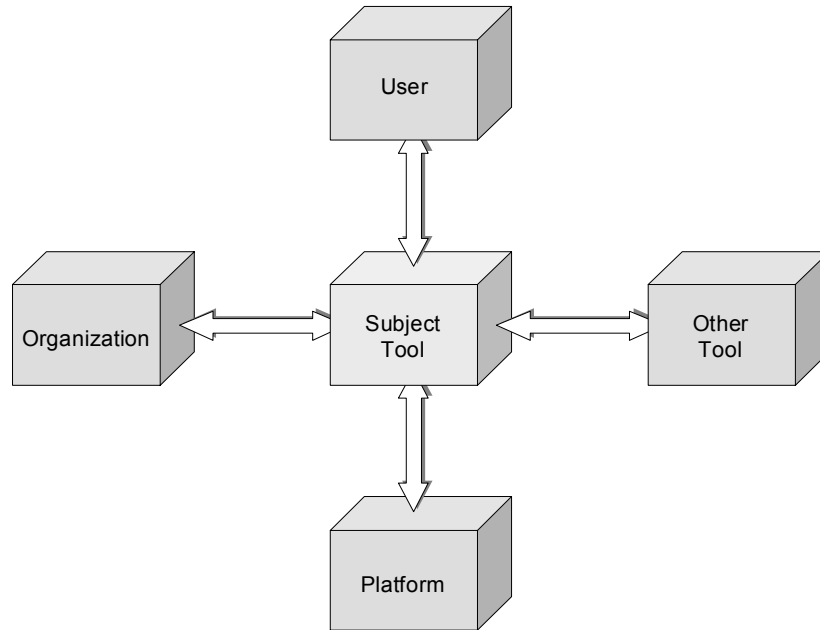 User
Organization
Subject
Tool
Other
Tool
Platform